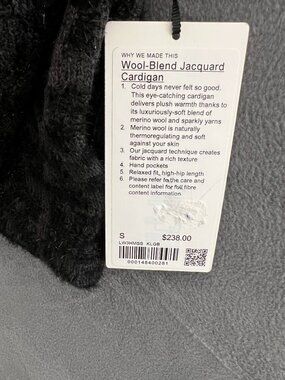 WHY WE MADE THIS
Wool-Blend Jacquard
Cardigan
1. Cold days never felt so good.
This eye-catching cardigan
delivers plush warmth thanks to
its luxuriously-soft blend of
merino wool and sparkly yarns
2. Merino wool is naturally
thermoregulating and soft
against your skin
3. Our jacquard technique creates
fabric with a rich texture
4. Hand pockets
5. Relaxed fit, high-hip length
6. Please refer to the care and
content label for full fibre
content information
S $238.00
LW3HMSS KLGB
000148400281